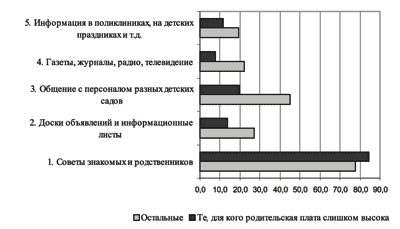 5. Информация в поликлиниках, на детских
праздниках и т.д.
4. Газеты, журналы, радио, телевидение
3. Общение с персоналом разных детских
садов
2. Доски объявлений и информационные
листы
1. Советы знакомых и родственников
0,0 10,0 20,0 30,0 40,0 50,0 60,0 70,0 80,0 90,0
Остальные Те, для кого родительская плата слишком высока